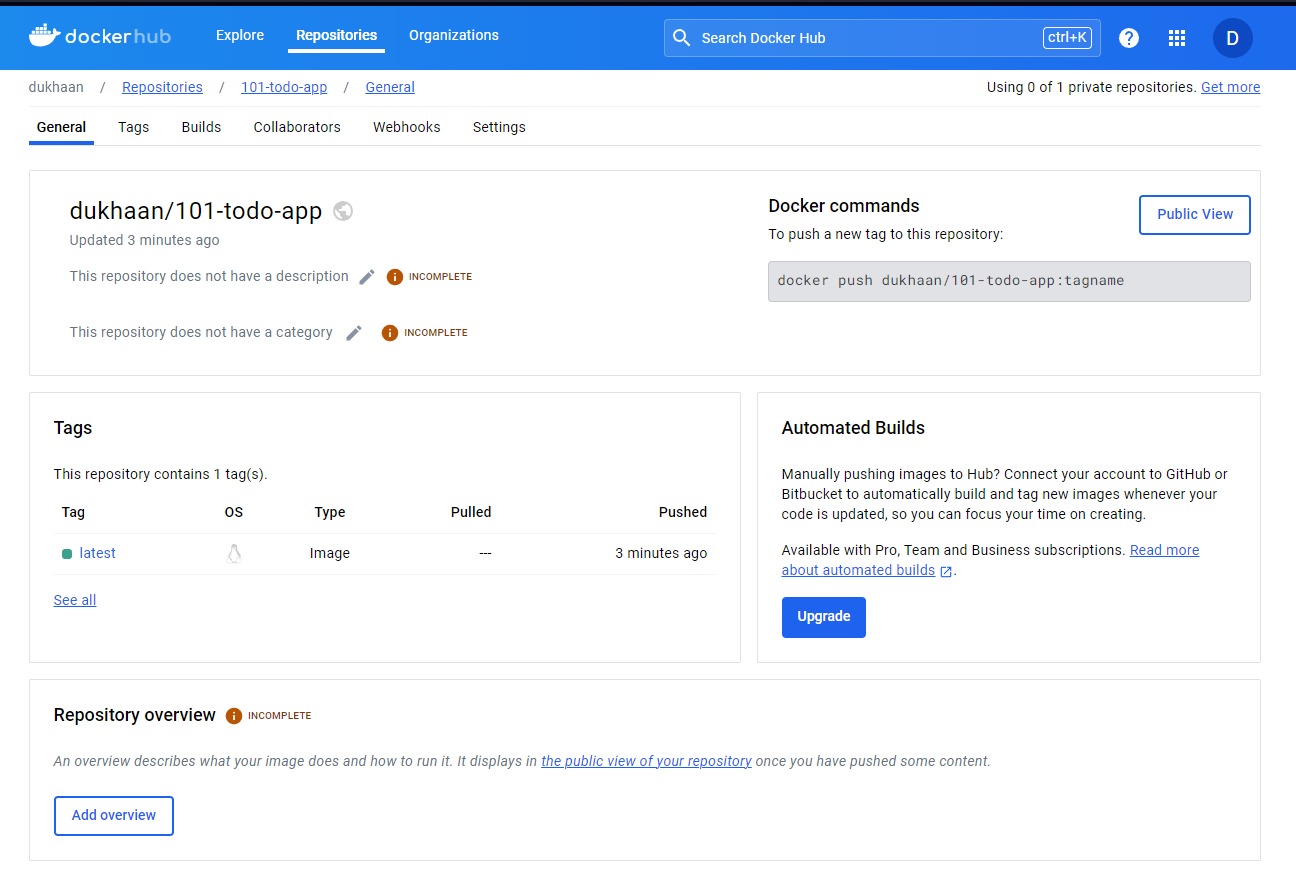 dockerhub
Explore
Repositories
Organizations
Search Docker Hub
ctrl+K
?
D
dukhaan / Repositories / 101-todo-app / General
Using 0 of 1 private repositories. Get more
General
Tags
Builds
Collaborators
Webhooks
Settings
dukhaan/101-todo-app
Updated 3 minutes ago
This repository does not have a description
INCOMPLETE
This repository does not have a category
INCOMPLETE
Docker commands
Public View
To push a new tag to this repository:
docker push dukhaan/101-todo-app:tagname
Tags
This repository contains 1 tag(s).
Tag OS Type Pulled Pushed
latest Image --- 3 minutes ago
See all
Automated Builds
Manually pushing images to Hub? Connect your account to GitHub or
Bitbucket to automatically build and tag new images whenever your
code is updated, so you can focus your time on creating.
Available with Pro, Team and Business subscriptions. Read more
about automated builds.
Upgrade
Repository overview
INCOMPLETE
An overview describes what your image does and how to run it. It displays in the public view of your repository once you have pushed some content.
Add overview